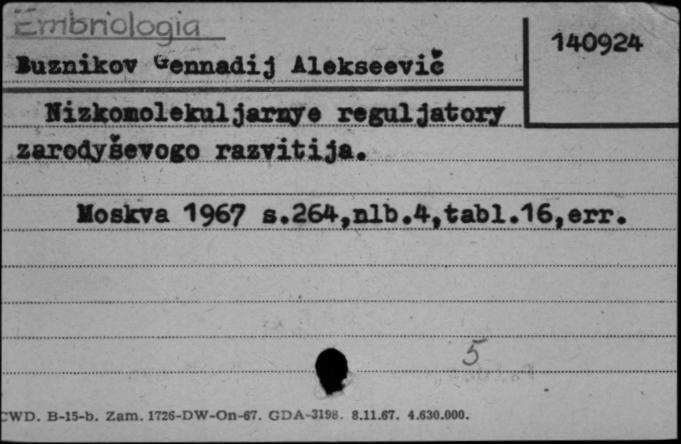 Embriologia
140924
Buznikov Gennadij Alekseevič
Nizkomolekuljarnye reguljatory
zarodyševogo razvitija.
Moskva 1967 s.264,nlb.4,tabl.16,err.
5
CWD. B-15-b. Zam. 1726-DW-On-67. GDA-3198. 8.11.67. 4.630.000.